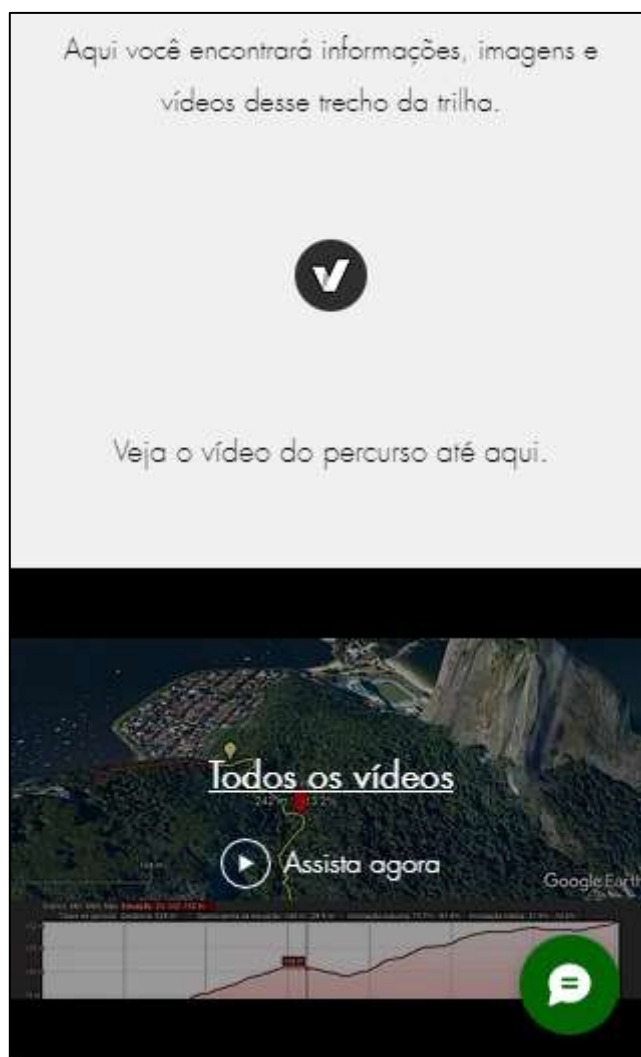 Aqui você encontrará informações, imagens e
vídeos desse trecho da trilha.
Veja o vídeo do percurso até aqui.
Todos os vídeos
Assista agora
Google Earth